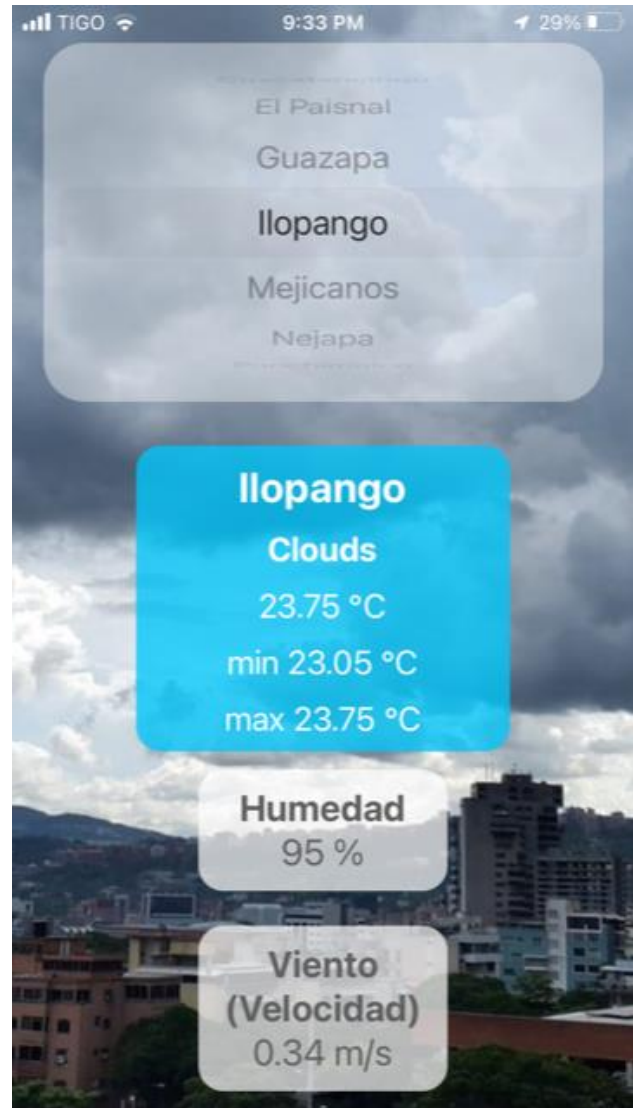 TIGO 9:33 PM 29%
El Paisnal
Guazapa
Ilopango
Mejicanos
Nejapa
Ilopango
Clouds
23.75 °C
min 23.05 °C
max 23.75 °C
Humedad
95 %
Viento
(Velocidad)
0.34 m/s